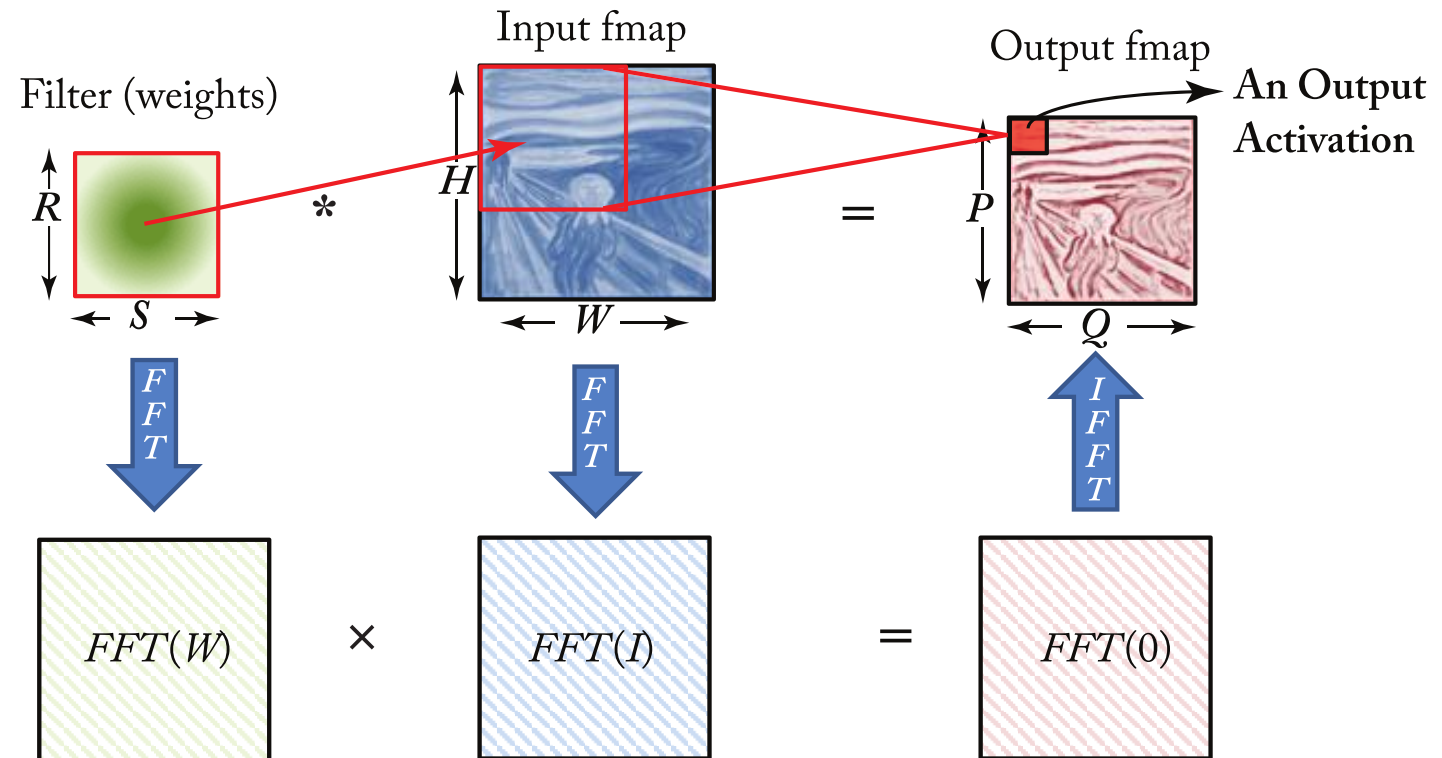 Input fmap
Output fmap
An Output
Activation
Filter (weights)
R
*
H
=
P
S
W
Q
F
F
T
F
F
T
I
F
F
T
FFT(W)
×
FFT(I)
=
FFT(0)